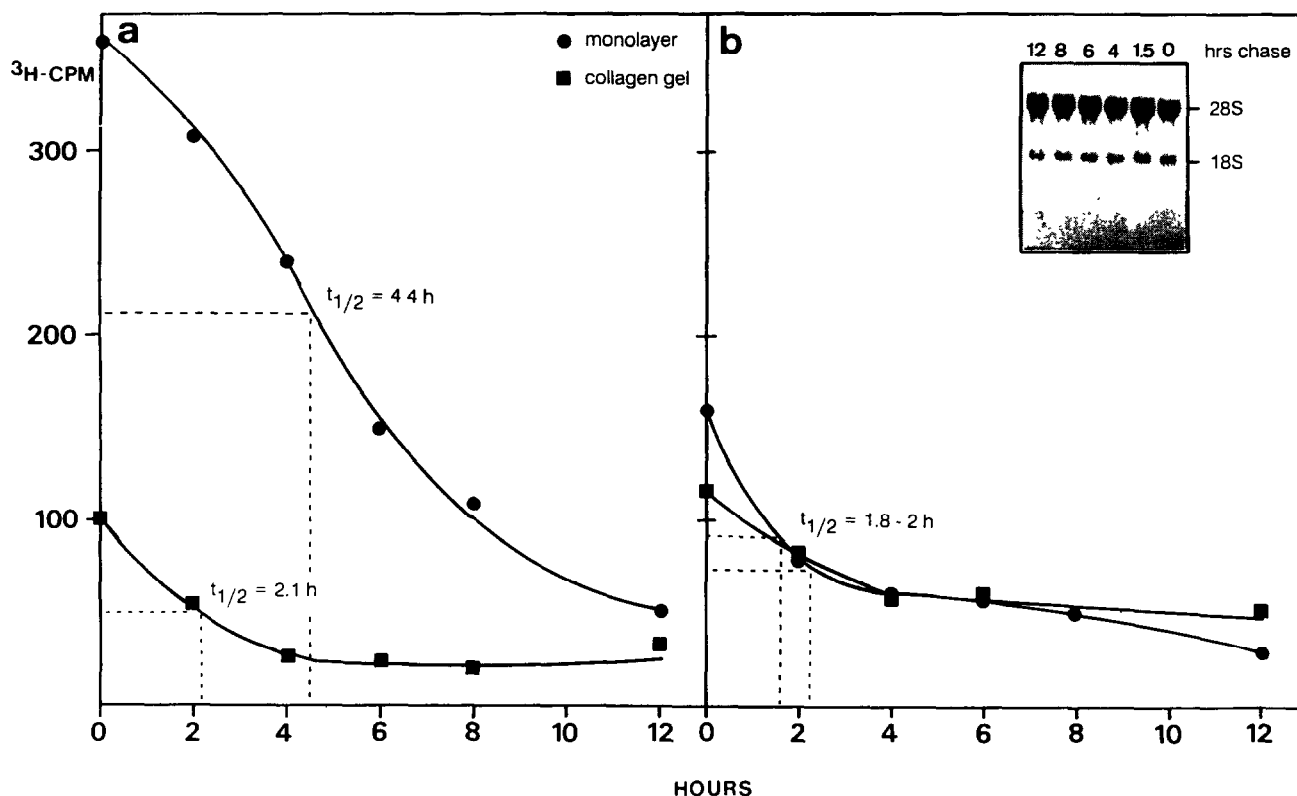 a
³H-CPM
300
200
100
● monolayer
■ collagen gel
t1/2 = 4 4 h
t1/2 = 2.1 h
0 2 4 6 8 10 12
b
12 8 6 4 1.5 0 hrs chase
28S
18S
t1/2 = 1.8 - 2 h
0 2 4 6 8 10 12
HOURS